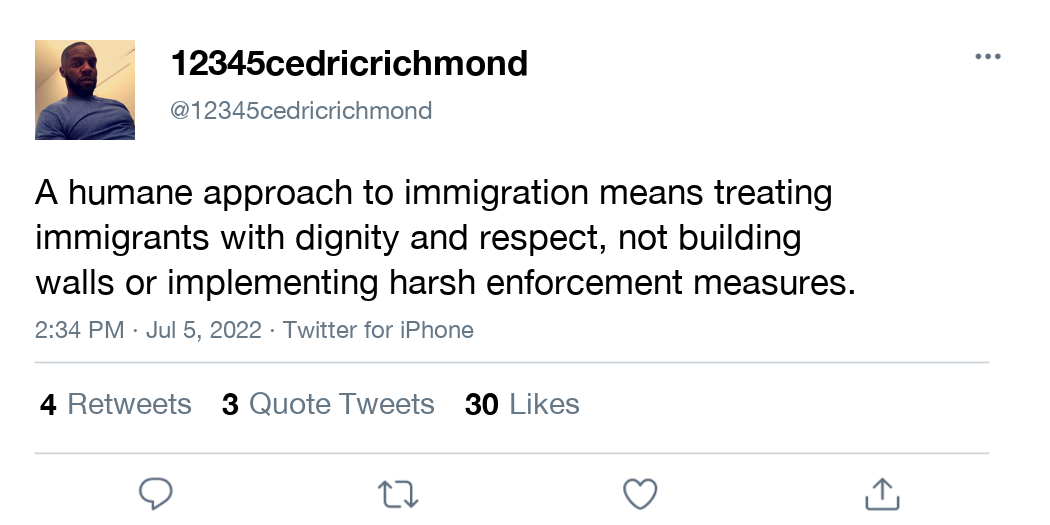 12345cedricrichmond
@12345cedricrichmond
A humane approach to immigration means treating
immigrants with dignity and respect, not building
walls or implementing harsh enforcement measures.
2:34 PM · Jul 5, 2022 · Twitter for iPhone
4 Retweets 3 Quote Tweets 30 Likes